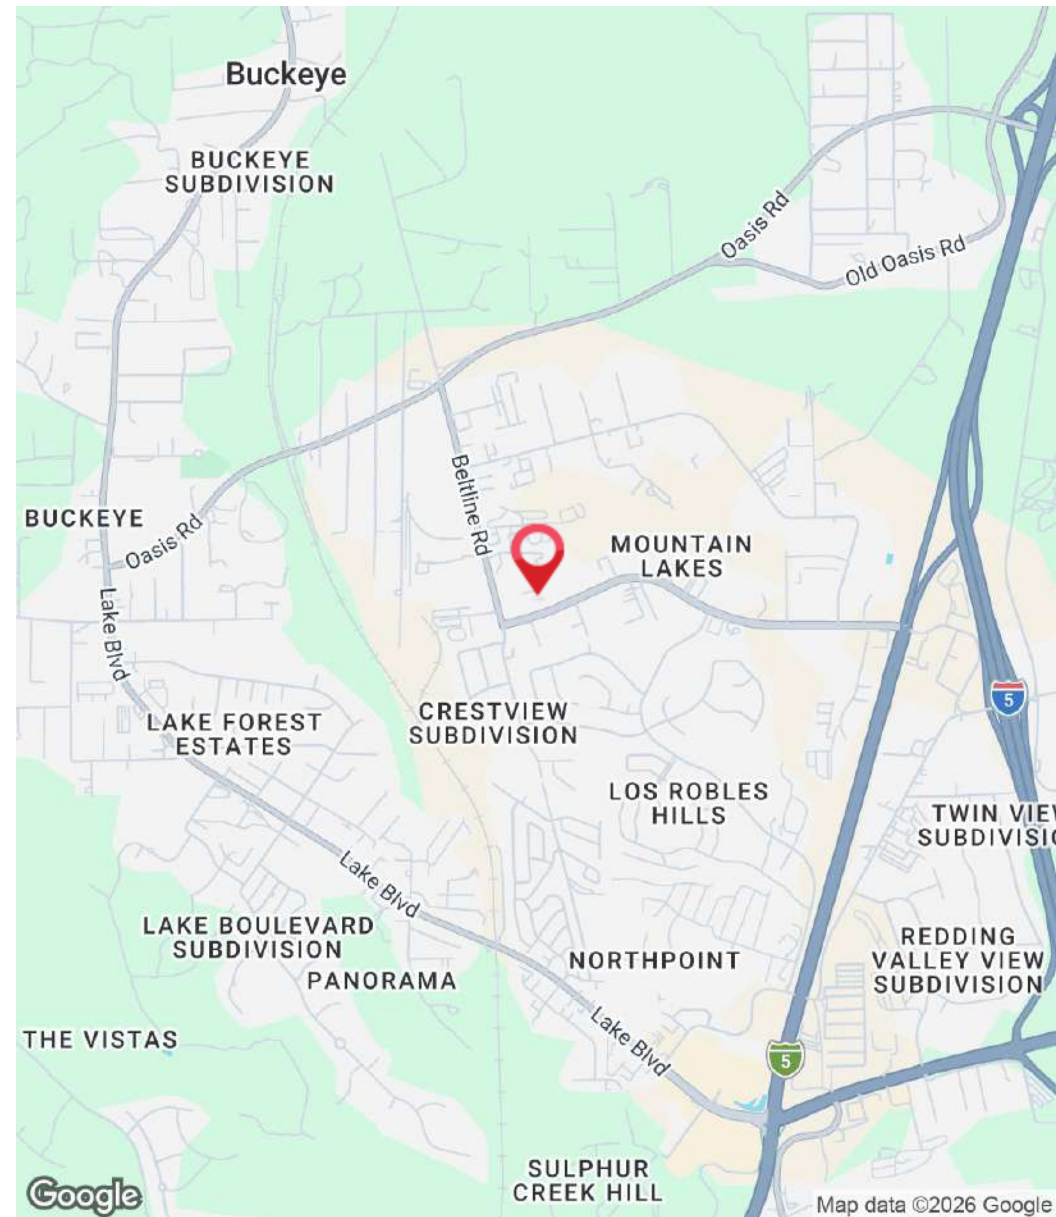 Buckeye
BUCKEYE
SUBDIVISION
Oasis Rd
Old Oasis Rd
Beltline Rd
BUCKEYE
Oasis Rd
MOUNTAIN
LAKES
Lake Blvd
5
CRESTVIEW
SUBDIVISION
LAKE FOREST
ESTATES
LOS ROBLES
HILLS
TWIN VIEW
SUBDIVISIO
Lake Blvd
LAKE BOULEVARD
SUBDIVISION
REDDING
VALLEY VIEW
SUBDIVISION
NORTHPOINT
PANORAMA
THE VISTAS
Lake Blvd
5
SULPHUR
CREEK HILL
Google
Map data ©2026 Google